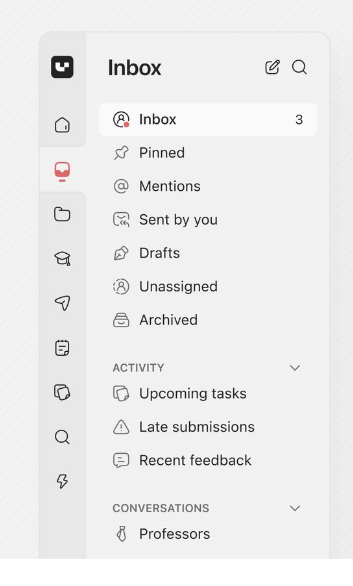 Inbox
Inbox 3
Pinned
Mentions
Sent by you
Drafts
Unassigned
Archived
ACTIVITY
Upcoming tasks
Late submissions
Recent feedback
CONVERSATIONS
Professors